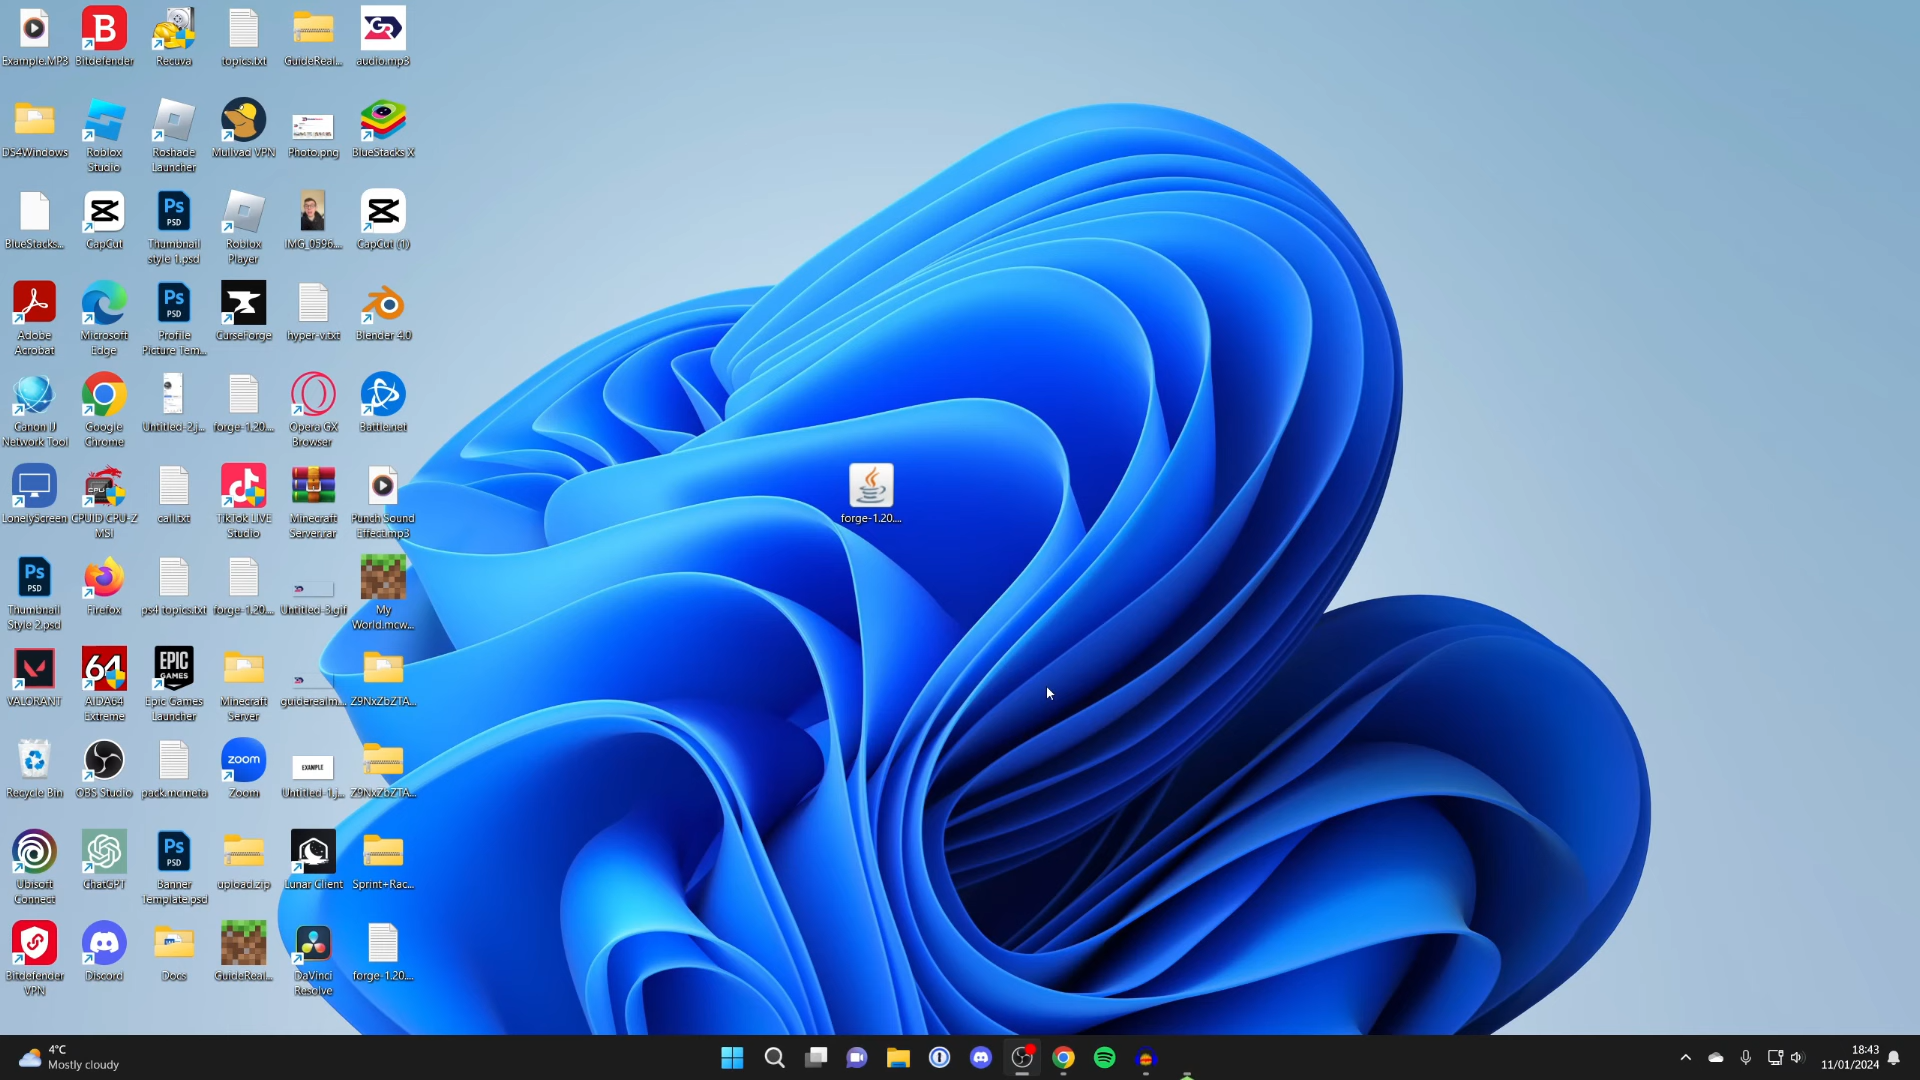 Example.MP3
Bitdefender
Recuva
topics.txt
GuideReal...
audio.mp3
DS4Windows
Roblox
Studio
Roshade
Launcher
Mullvad VPN
Photo.png
BlueStacks X
BlueStacks...
CapCut
Thumbnail
style 1.psd
Roblox
Player
IMG_0596....
CapCut (1)
Adobe
Acrobat
Microsoft
Edge
Profile
Picture Tem...
CurseForge
hyper-v.txt
Blender 4.0
Canon IJ
Network Tool
Google
Chrome
Untitled-2.j...
forge-1.20....
Opera GX
Browser
Battle.net
LonelyScreen
CPUID CPU-Z
MSI
call.txt
TikTok LIVE
Studio
Minecraft
Server.rar
Punch Sound
Effect.mp3
forge-1.20....
Thumbnail
Style 2.psd
Firefox
ps4 topics.txt
forge-1.20....
Untitled-3.gif
My
World.mcw...
VALORANT
AIDA64
Extreme
Epic Games
Launcher
Minecraft
Server
guiderealm...
Z9NxZbZTA...
Recycle Bin
OBS Studio
pack.mcmeta
Zoom
Untitled-1.j...
Z9NxZbZTA...
Ubisoft
Connect
ChatGPT
Banner
Template.psd
upload.zip
Lunar Client
Sprint+Rac...
Bitdefender
VPN
Discord
Docs
GuideReal...
DaVinci
Resolve
forge-1.20....
Ps
PSD
64
EPIC
GAMES
zoom
EXAMPLE
4°C
Mostly cloudy
18:43
11/01/2024